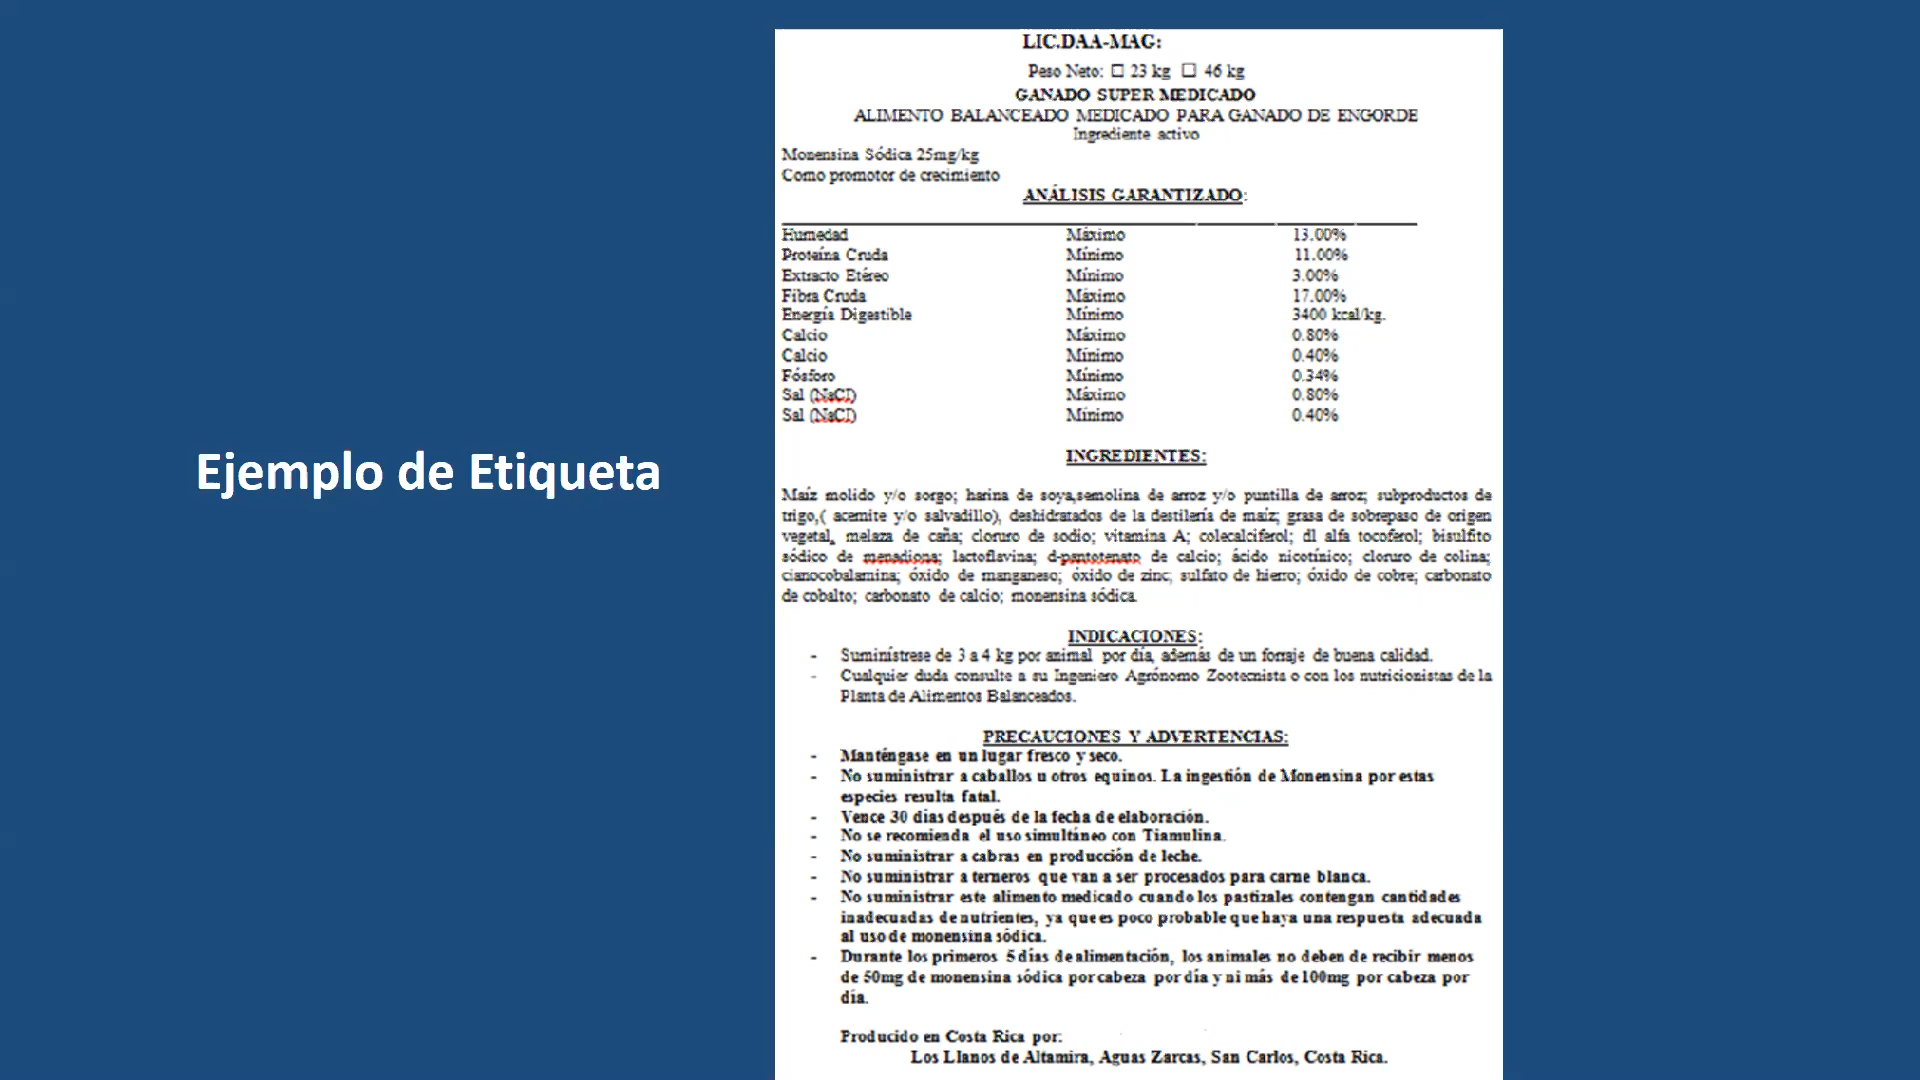 Ejemplo de Etiqueta
LIC.DAA-MAG:
Peso Neto: ☐ 23 kg ☐ 46 kg
GANADO SUPER MEDICADO
ALIMENTO BALANCEADO MEDICADO PARA GANADO DE ENGORDE
Ingrediente activo
Monensina Sódica 25mg/kg
Como promotor de crecimiento
ANÁLISIS GARANTIZADO:
Humedad Máximo 13.00%
Proteína Cruda Mínimo 11.00%
Extracto Etéreo Mínimo 3.00%
Fibra Cruda Máximo 17.00%
Energía Digestible Mínimo 3400 kcal/kg.
Calcio Máximo 0.80%
Calcio Mínimo 0.40%
Fósforo Mínimo 0.34%
Sal (NaCl) Máximo 0.80%
Sal (NaCl) Mínimo 0.40%
INGREDIENTES:
Maíz molido y/o sorgo; harina de soya,semolina de arroz y/o puntilla de arroz; subproductos de
trigo,( acemite y/o salvadillo), deshidratados de la destilería de maíz; grasa de sobrepaso de origen
vegetal, melaza de caña; cloruro de sodio; vitamina A; colecalciferol; dl alfa tocoferol; bisulfito
sódico de menadiona; lactoflavina; d-pantotenato de calcio; ácido nicotínico; cloruro de colina;
cianocobalamina; óxido de manganeso; óxido de zinc; sulfato de hierro; óxido de cobre; carbonato
de cobalto; carbonato de calcio; monensina sódica.
INDICACIONES:
- Suminístrese de 3 a 4 kg por animal por día, además de un forraje de buena calidad.
- Cualquier duda consulte a su Ingeniero Agrónomo Zootecnista o con los nutricionistas de la
Planta de Alimentos Balanceados.
PRECAUCIONES Y ADVERTENCIAS:
- Manténgase en un lugar fresco y seco.
- No suministrar a caballos u otros equinos. La ingestión de Monensina por estas
especies resulta fatal.
- Vence 30 días después de la fecha de elaboración.
- No se recomienda el uso simultáneo con Tiamulina.
- No suministrar a cabras en producción de leche.
- No suministrar a terneros que van a ser procesados para carne blanca.
- No suministrar este alimento medicado cuando los pastizales contengan cantidades
inadecuadas de nutrientes, ya que es poco probable que haya una respuesta adecuada
al uso de monensina sódica.
- Durante los primeros 5 días de alimentación, los animales no deben de recibir menos
de 50mg de monensina sódica por cabeza por día y ni más de 100mg por cabeza por
día.
Producido en Costa Rica por:
Los Llanos de Altamira, Aguas Zarcas, San Carlos, Costa Rica.